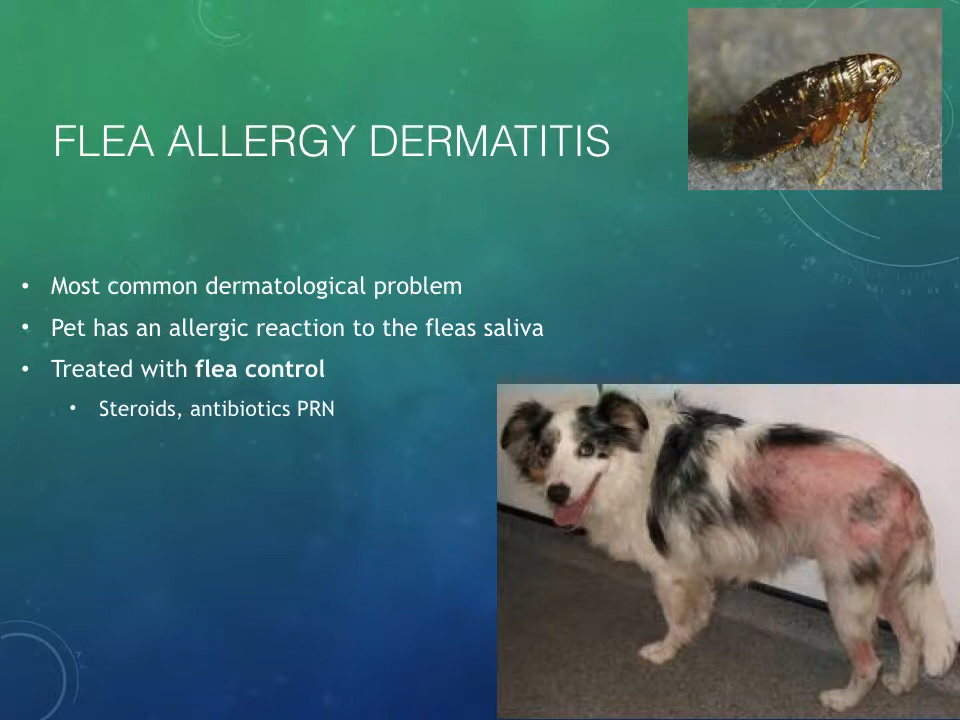 FLEA ALLERGY DERMATITIS
• Most common dermatological problem
• Pet has an allergic reaction to the fleas saliva
• Treated with flea control
• Steroids, antibiotics PRN